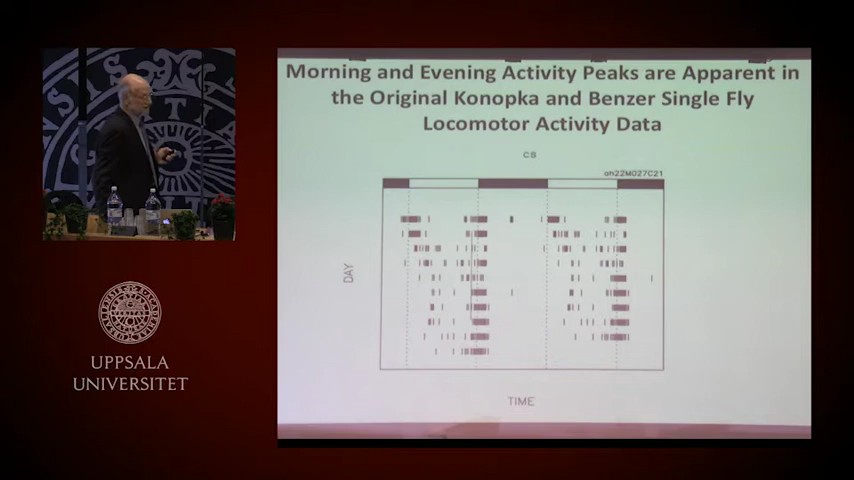 Morning and Evening Activity Peaks are Apparent in
the Original Konopka and Benzer Single Fly
Locomotor Activity Data
CS
oh22M027C21
DAY
TIME
UPPSALA
UNIVERSITET